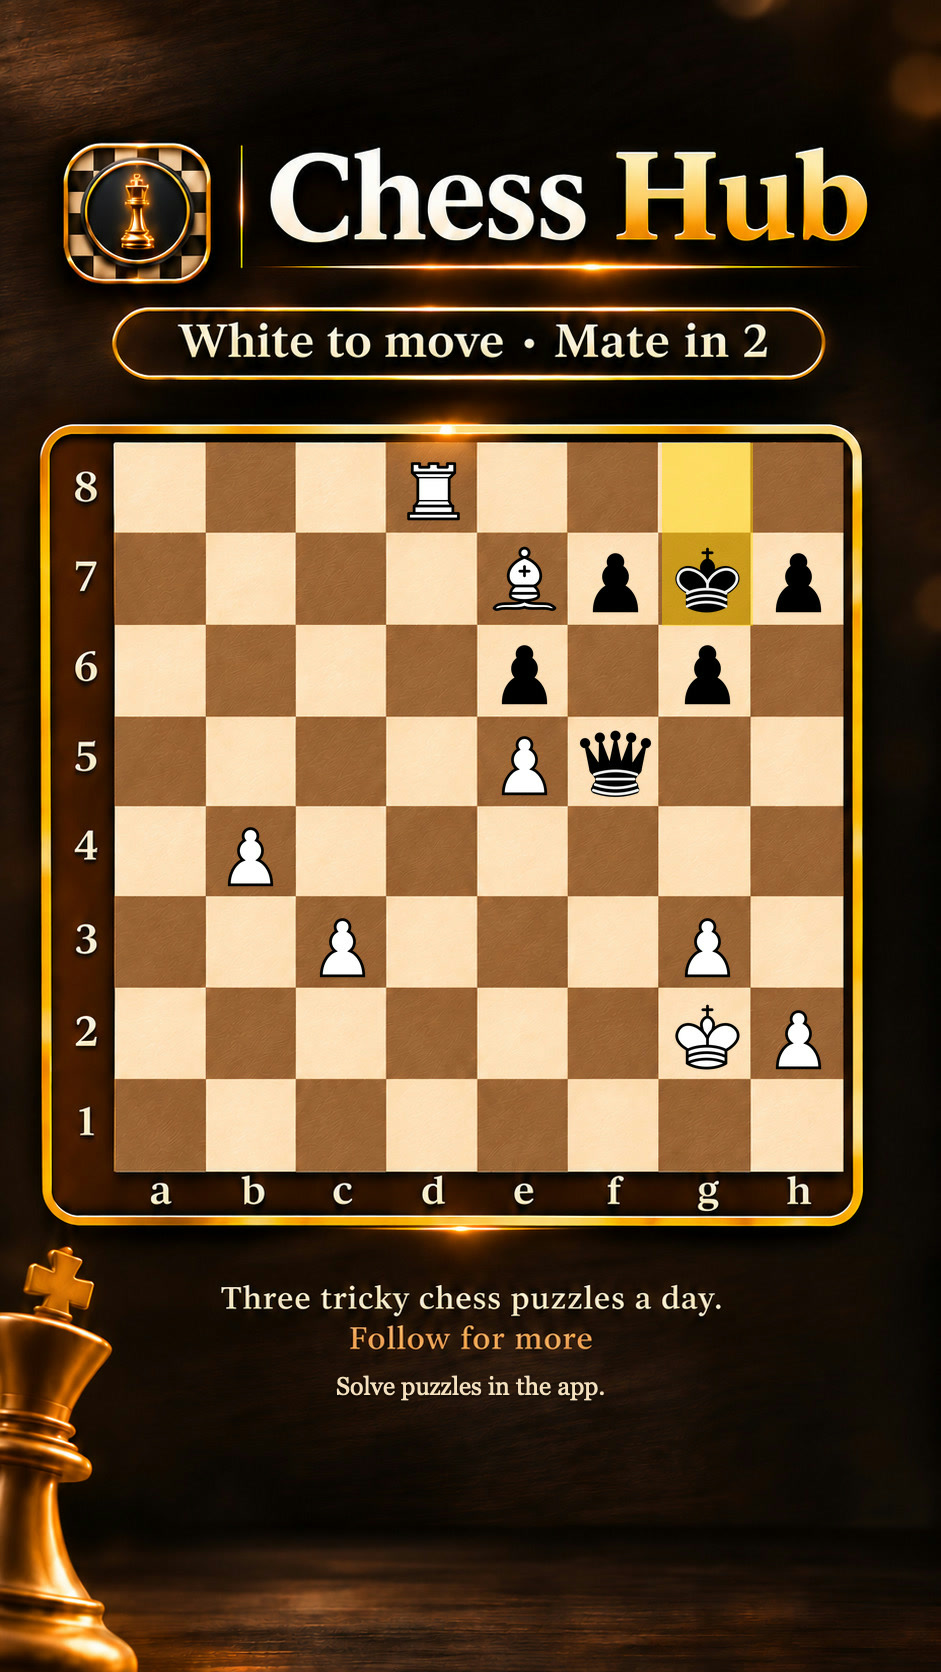 Chess Hub
White to move • Mate in 2
8
7
6
5
4
3
2
1
a b c d e f g h
Three tricky chess puzzles a day.
Follow for more
Solve puzzles in the app.